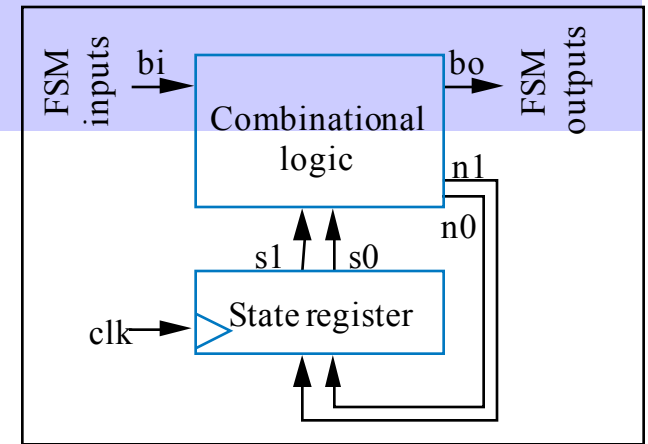 FSM
inputs
bi
bo
FSM
outputs
Combinational
logic
n1
n0
s1
s0
State register
clk